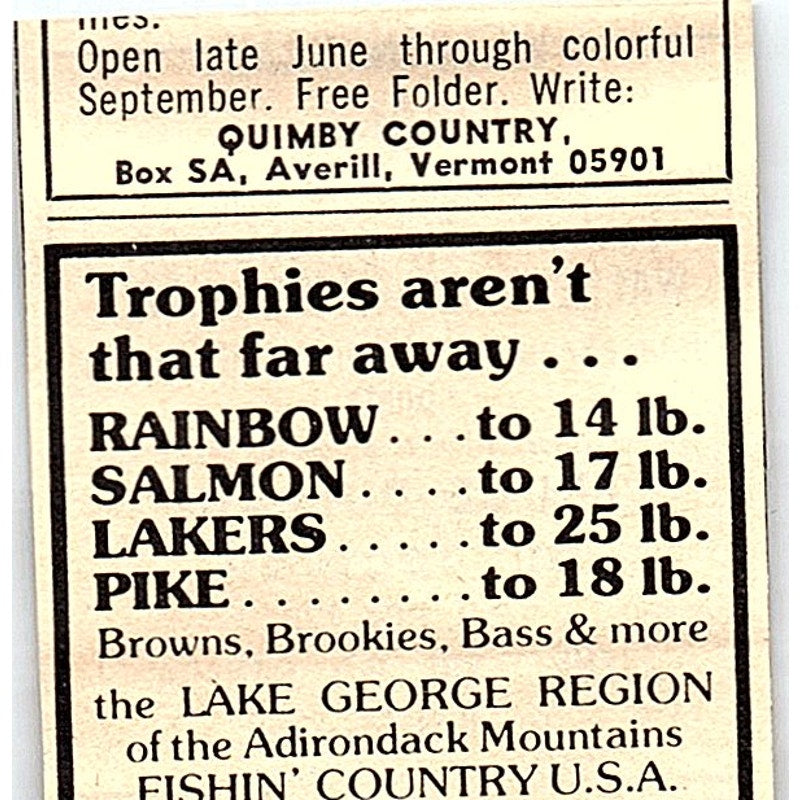 Open late June through colorful
September. Free Folder. Write:
QUIMBY COUNTRY,
Box SA, Averill, Vermont 05901
Trophies aren't
that far away . . .
RAINBOW. . . .to 14 lb.
SALMON. . . . .to 17 lb.
LAKERS. . . . . .to 25 lb.
PIKE. . . . . . . . .to 18 lb.
Browns, Brookies, Bass & more
the LAKE GEORGE REGION
of the Adirondack Mountains
FISHIN' COUNTRY U.S.A.